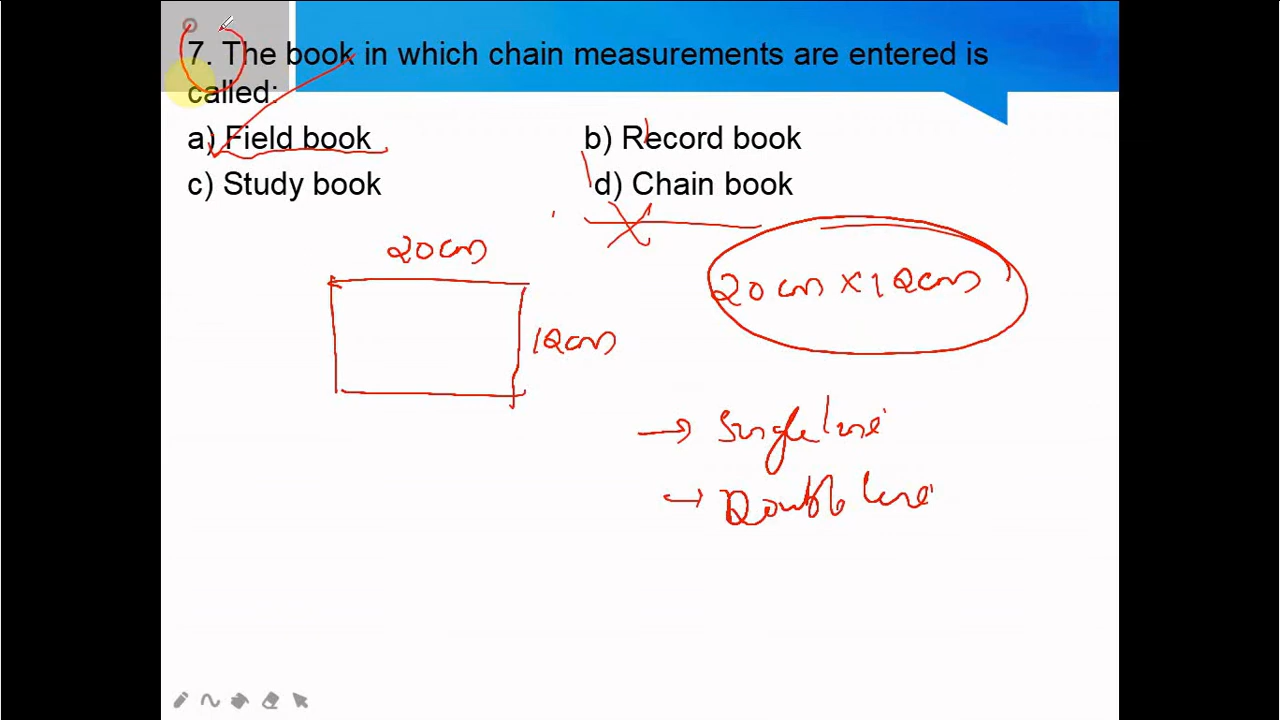 7. The book in which chain measurements are entered is
called:
a) Field book b) Record book
c) Study book d) Chain book
20cm
20cm x 12cm
12cm
→ Single line
→ Double line